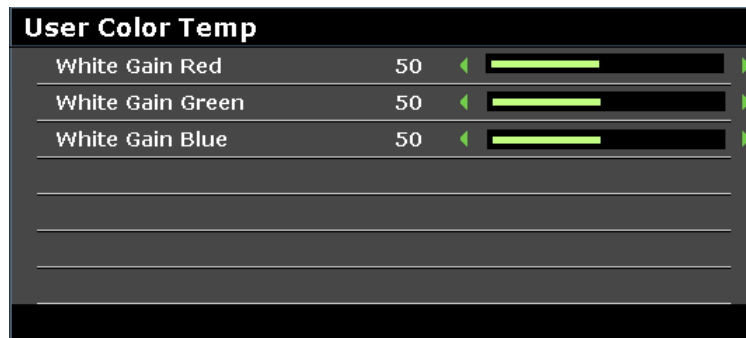 User Color Temp
White Gain Red 50
White Gain Green 50
White Gain Blue 50